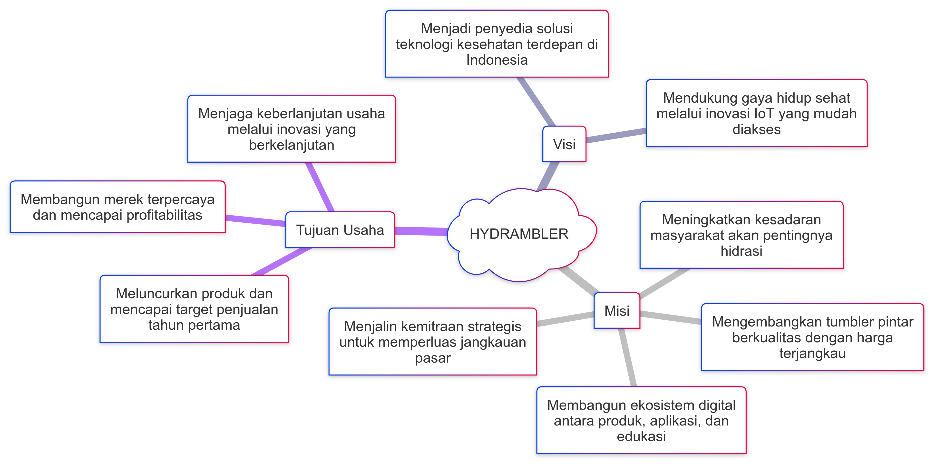 Menjadi penyedia solusi
teknologi kesehatan terdepan di
Indonesia
Mendukung gaya hidup sehat
melalui inovasi IoT yang mudah
diakses
Visi
Menjaga keberlanjutan usaha
melalui inovasi yang
berkelanjutan
Membangun merek terpercaya
dan mencapai profitabilitas
Tujuan Usaha
Meluncurkan produk dan
mencapai target penjualan
tahun pertama
HYDRAMBLER
Meningkatkan kesadaran
masyarakat akan pentingnya
hidrasi
Misi
Menjalin kemitraan strategis
untuk memperluas jangkauan
pasar
Mengembangkan tumbler pintar
berkualitas dengan harga
terjangkau
Membangun ekosistem digital
antara produk, aplikasi, dan
edukasi